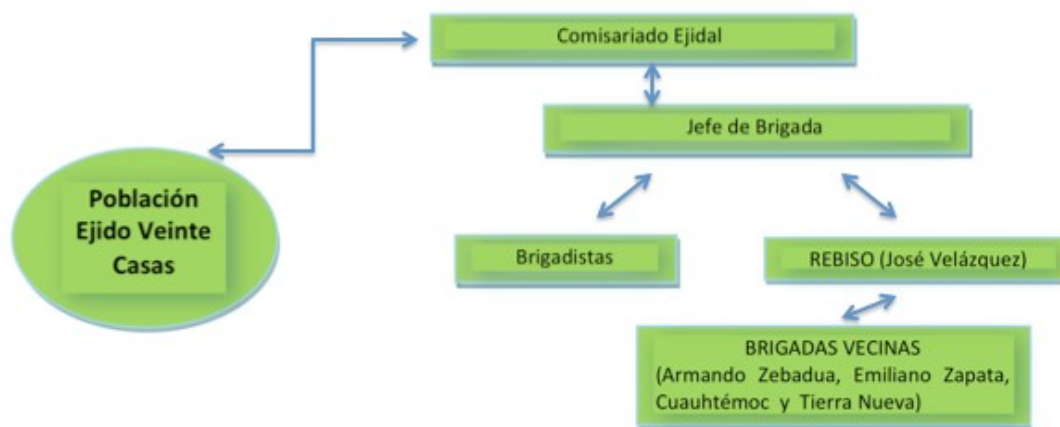 Comisariado Ejidal
Jefe de Brigada
Población
Ejido Veinte
Casas
Brigadistas
REBISO (José Velázquez)
BRIGADAS VECINAS
(Armando Zebadua, Emiliano Zapata,
Cuauhtémoc y Tierra Nueva)